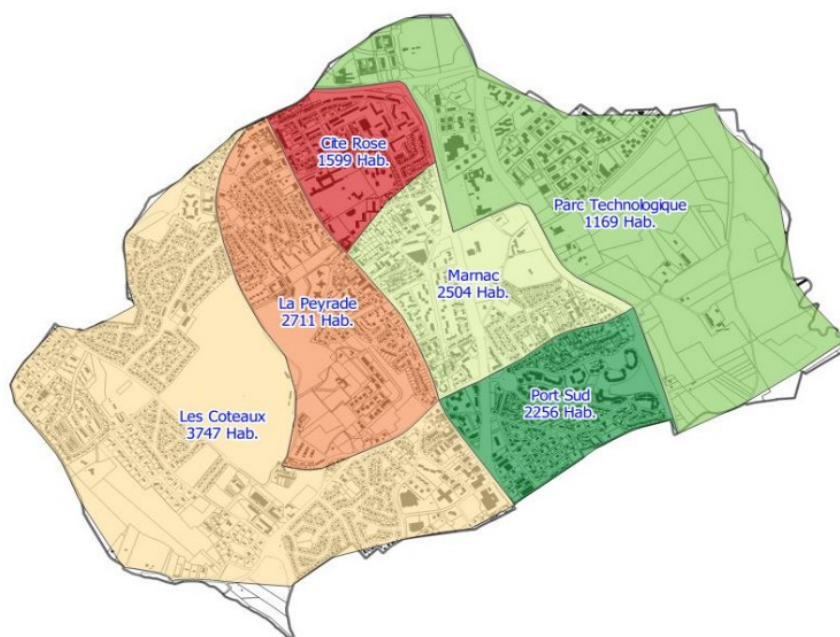 Cite Rose
1599 Hab.
Parc Technologique
1169 Hab.
Marnac
2504 Hab.
La Peyrade
2711 Hab.
Port Sud
2256 Hab.
Les Coteaux
3747 Hab.